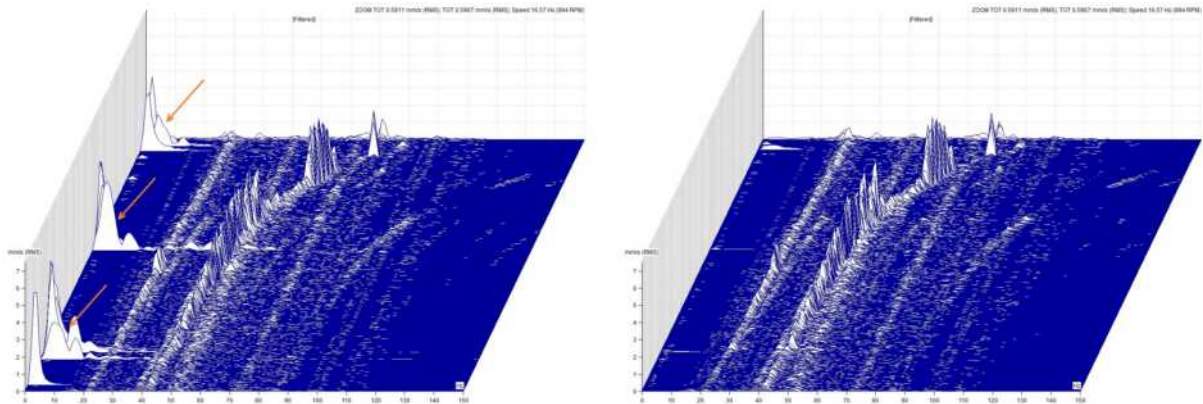 ZOOM TOT 0.5911 mm/s (RMS); TOT 0.5967 mm/s (RMS); Speed 16.57 Hz (994 RPM)
[Filtered]
mm/s (RMS)
7
6
5
4
3
2
1
0
0 10 20 30 40 50 60 70 80 90 100 110 120 130 140 150
Hz
ZOOM TOT 0.5911 mm/s (RMS); TOT 0.5967 mm/s (RMS); Speed 16.57 Hz (994 RPM)
[Filtered]
mm/s (RMS)
7
6
5
4
3
2
1
0
0 10 20 30 40 50 60 70 80 90 100 110 120 130 140 150
Hz